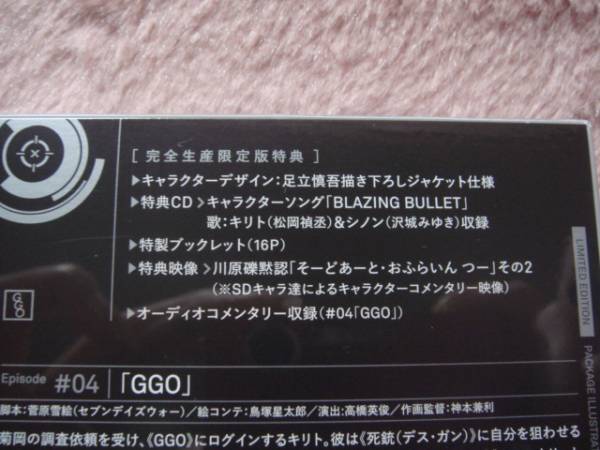 [ 完全生産限定版特典 ]
▶キャラクターデザイン:足立慎吾描き下ろしジャケット仕様
▶特典CD>キャラクターソング「BLAZING BULLET」
歌:キリト(松岡禎丞)&シノン(沢城みゆき)収録
▶特製ブックレット(16P)
▶特典映像>川原礫黙認「そーどあーと・おふらいん つー」その2
(※SDキャラ達によるキャラクターコメンタリー映像)
▶オーディオコメンタリー収録(#04「GGO」)
GGO
LIMITED EDITION
PACKAGE ILLUSTRA
Episode #04 「GGO」
脚本:菅原雪絵(セブンデイズウォー)/絵コンテ:鳥塚星太郎/演出:高橋英俊/作画監督:神本兼利
菊岡の調査依頼を受け、《GGO》にログインするキリト。彼は《死銃(デス・ガン)》に自分を狙わせる